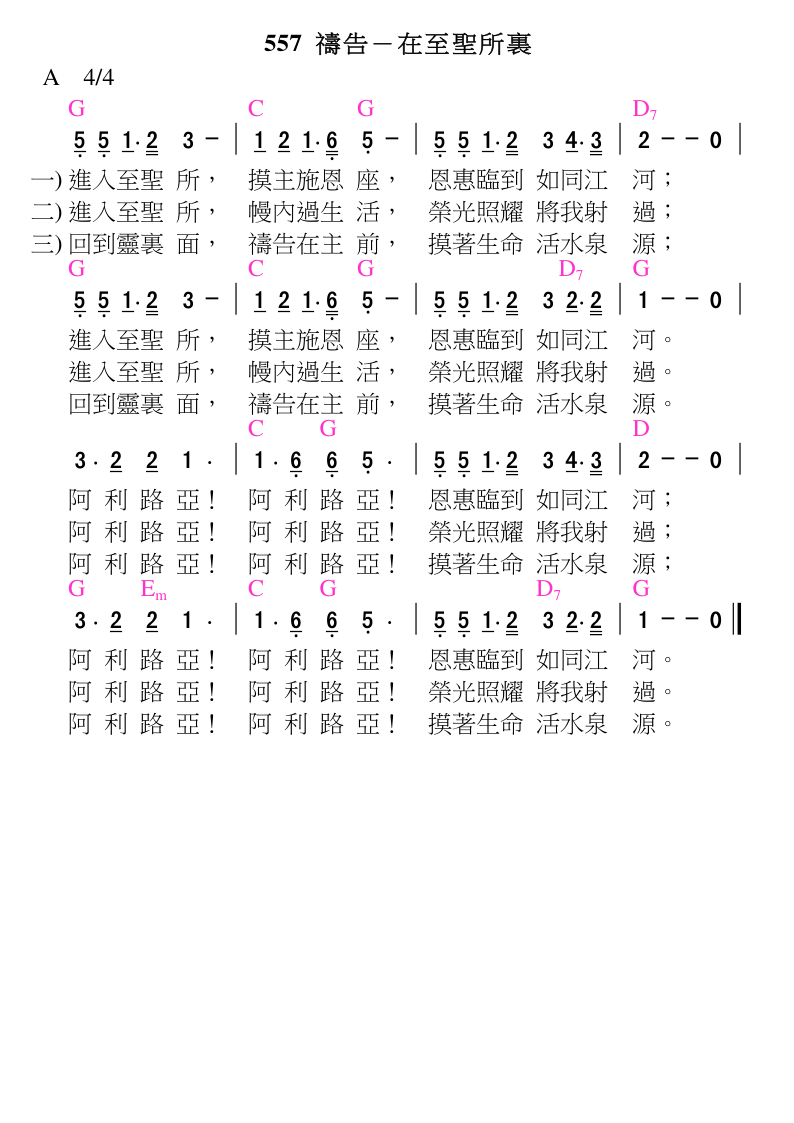 557 禱告－在至聖所裏
A 4/4
G C G D7
5 5 1· 2 3 － | 1 2 1· 6 5 － | 5 5 1· 2 3 4· 3 | 2 － － 0 |
一) 進入至聖 所， 摸主施恩 座， 恩惠臨到 如同江 河；
二) 進入至聖 所， 幔內過生 活， 榮光照耀 將我射 過；
三) 回到靈裏 面， 禱告在主 前， 摸著生命 活水泉 源；
G C G D7 G
5 5 1· 2 3 － | 1 2 1· 6 5 － | 5 5 1· 2 3 2· 2 | 1 － － 0 |
進入至聖 所， 摸主施恩 座， 恩惠臨到 如同江 河。
進入至聖 所， 幔內過生 活， 榮光照耀 將我射 過。
回到靈裏 面， 禱告在主 前， 摸著生命 活水泉 源。
C G D
3 · 2 2 1 · | 1 · 6 6 5 · | 5 5 1· 2 3 4· 3 | 2 － － 0 |
阿 利 路 亞！ 阿 利 路 亞！ 恩惠臨到 如同江 河；
阿 利 路 亞！ 阿 利 路 亞！ 榮光照耀 將我射 過；
阿 利 路 亞！ 阿 利 路 亞！ 摸著生命 活水泉 源；
G Em C G D7 G
3 · 2 2 1 · | 1 · 6 6 5 · | 5 5 1· 2 3 2· 2 | 1 － － 0 ‖
阿 利 路 亞！ 阿 利 路 亞！ 恩惠臨到 如同江 河。
阿 利 路 亞！ 阿 利 路 亞！ 榮光照耀 將我射 過。
阿 利 路 亞！ 阿 利 路 亞！ 摸著生命 活水泉 源。